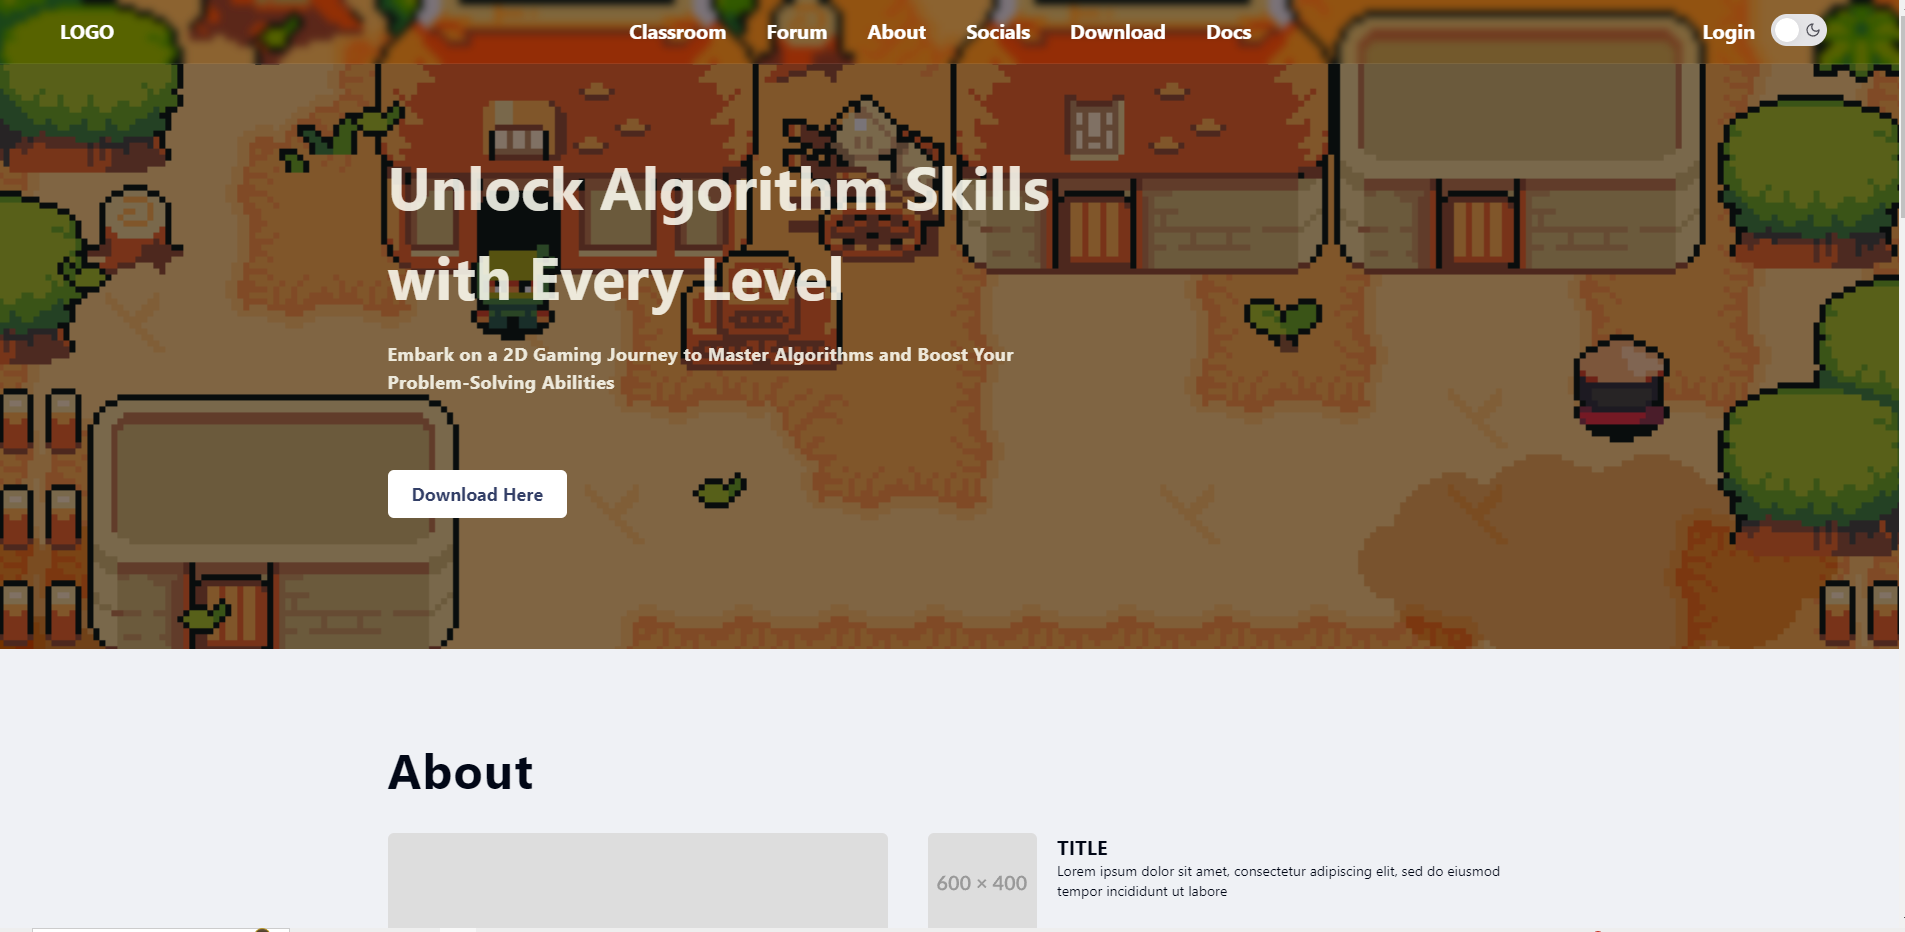 LOGO
Classroom Forum About Socials Download Docs
Login
Unlock Algorithm Skills
with Every Level
Embark on a 2D Gaming Journey to Master Algorithms and Boost Your
Problem-Solving Abilities
Download Here
About
600 × 400
TITLE
Lorem ipsum dolor sit amet, consectetur adipiscing elit, sed do eiusmod
tempor incididunt ut labore